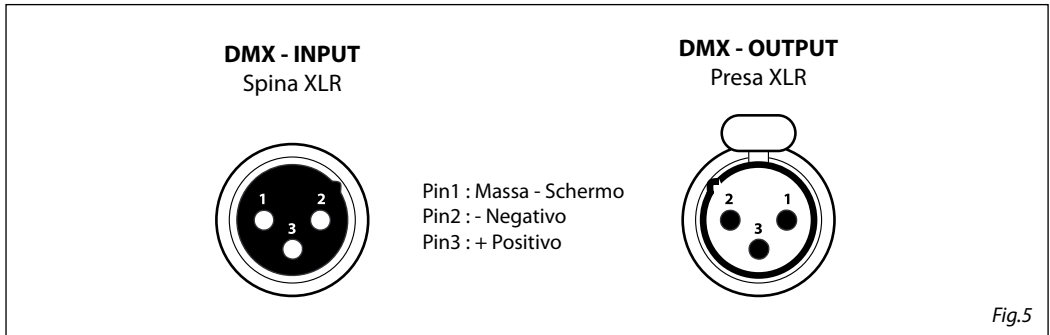 DMX - INPUT
Spina XLR
DMX - OUTPUT
Presa XLR
1
2
3
Pin1 : Massa - Schermo
Pin2 : - Negativo
Pin3 : + Positivo
2
1
3
Fig.5